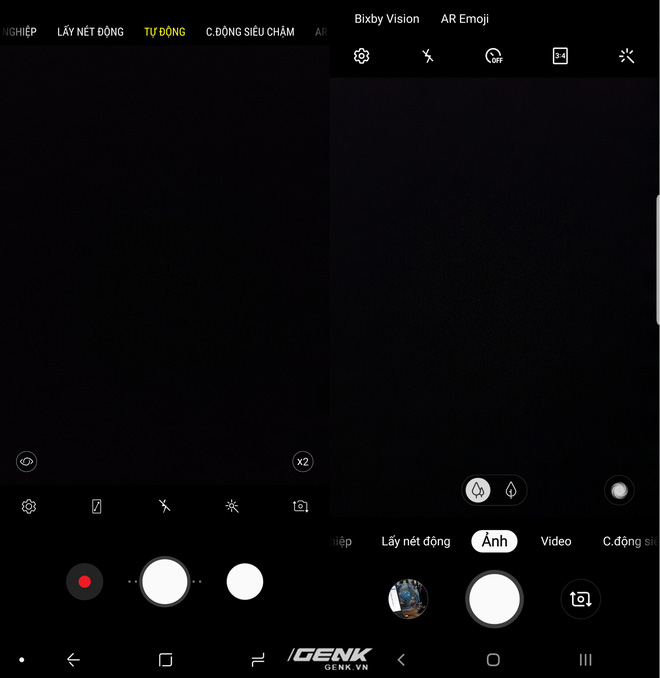 NGHIỆP LẤY NÉT ĐỘNG TỰ ĐỘNG C.ĐỘNG SIÊU CHẬM AR
X2
Bixby Vision AR Emoji
OFF 3:4
hiệp Lấy nét động Ảnh Video C.động siê
GENK
GENK.VN